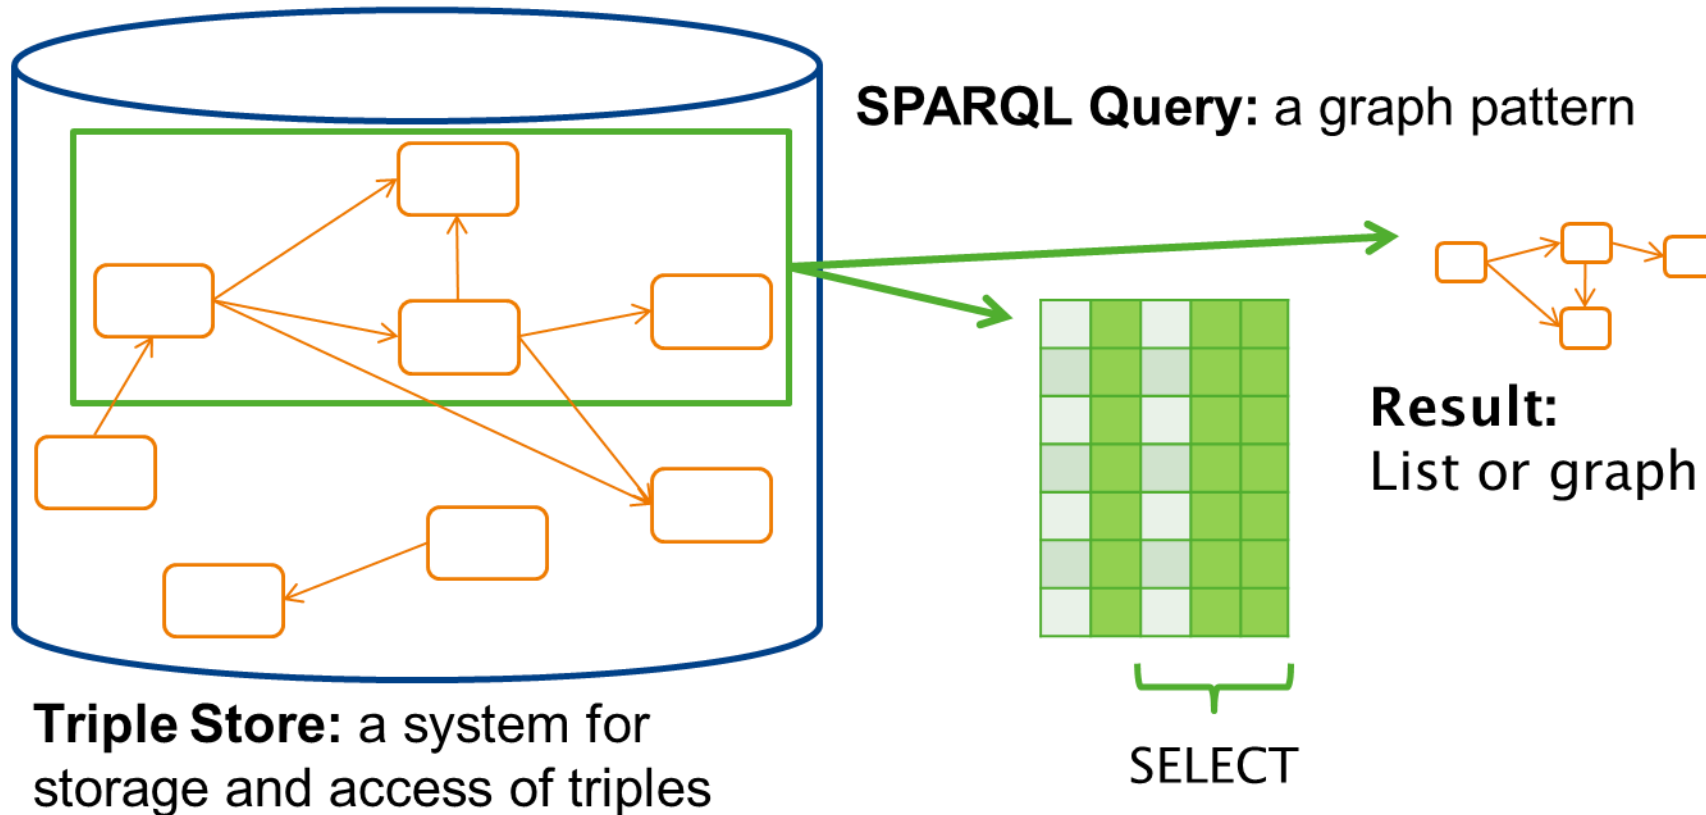 SPARQL Query: a graph pattern
Result:
List or graph
SELECT
Triple Store: a system for
storage and access of triples